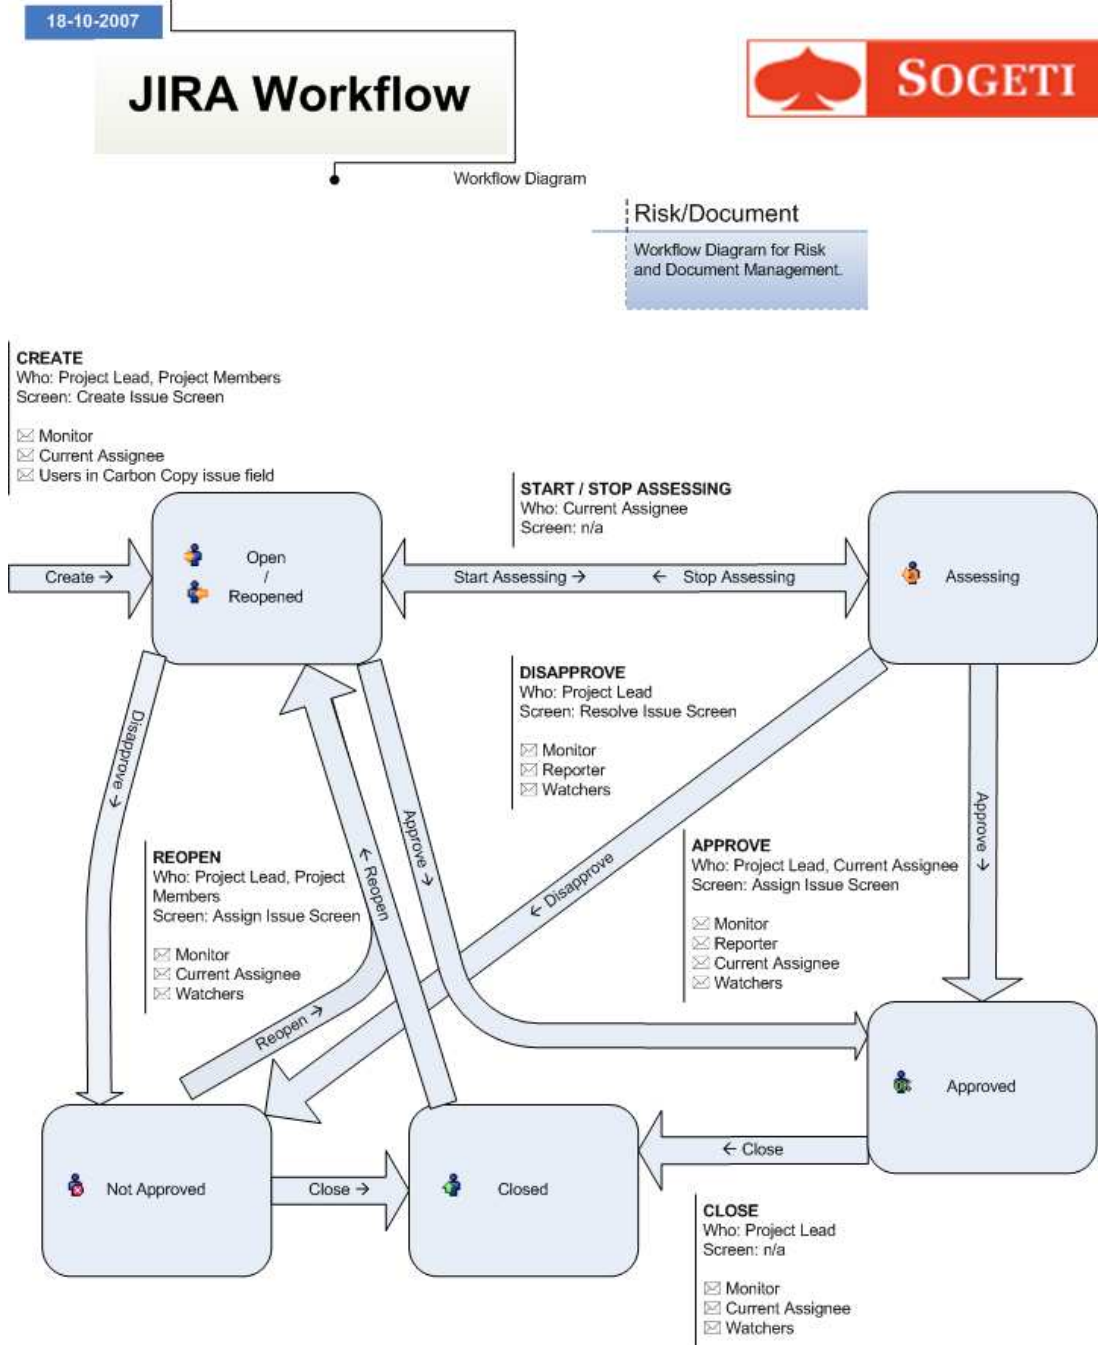 18-10-2007
JIRA Workflow
SOGETI
Workflow Diagram
Risk/Document
Workflow Diagram for Risk
and Document Management.
CREATE
Who: Project Lead, Project Members
Screen: Create Issue Screen
Monitor
Current Assignee
Users in Carbon Copy issue field
START / STOP ASSESSING
Who: Current Assignee
Screen: n/a
Create →
Open
/
Reopened
Start Assessing →
← Stop Assessing
Assessing
DISAPPROVE
Who: Project Lead
Screen: Resolve Issue Screen
Monitor
Reporter
Watchers
Disapprove →
Approve →
← Reopen
← Disapprove
Approve →
REOPEN
Who: Project Lead, Project
Members
Screen: Assign Issue Screen
Monitor
Current Assignee
Watchers
APPROVE
Who: Project Lead, Current Assignee
Screen: Assign Issue Screen
Monitor
Reporter
Current Assignee
Watchers
Reopen →
Approved
Not Approved
Close →
Closed
← Close
CLOSE
Who: Project Lead
Screen: n/a
Monitor
Current Assignee
Watchers